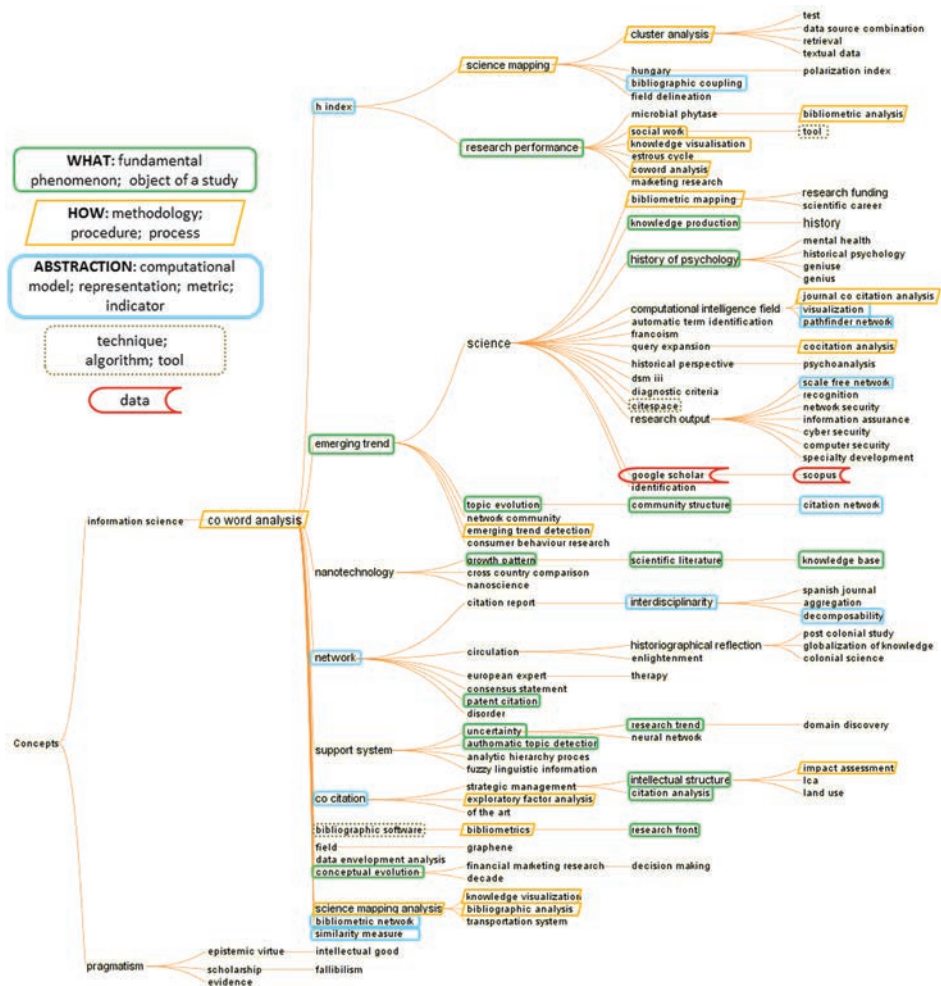 WHAT: fundamental
phenomenon; object of a study
HOW: methodology;
procedure; process
ABSTRACTION: computational
model; representation; metric;
indicator
technique;
algorithm; tool
data
Concepts
information science
co word analysis
h index
science mapping
cluster analysis
test
data source combination
retrieval
textual data
hungary
polarization index
bibliographic coupling
field delineation
research performance
microbial phytase
bibliometric analysis
social work
tool
knowledge visualisation
estrous cycle
coword analysis
marketing research
emerging trend
science
bibliometric mapping
research funding
scientific career
knowledge production
history
history of psychology
mental health
historical psychology
geniuse
genius
computational intelligence field
journal co citation analysis
visualization
pathfinder network
automatic term identification
francoism
query expansion
cocitation analysis
historical perspective
psychoanalysis
dsm iii
diagnostic criteria
citespace
research output
scale free network
recognition
network security
information assurance
cyber security
computer security
specialty development
google scholar
scopus
identification
topic evolution
community structure
citation network
network community
emerging trend detection
consumer behaviour research
nanotechnology
growth pattern
scientific literature
knowledge base
cross country comparison
nanoscience
network
citation report
interdisciplinarity
spanish journal
aggregation
decomposability
circulation
historiographical reflection
post colonial study
globalization of knowledge
colonial science
enlightenment
european expert
therapy
consensus statement
patent citation
disorder
support system
uncertainty
research trend
domain discovery
neural network
authomatic topic detection
analytic hierarchy proces
fuzzy linguistic information
co citation
strategic management
intellectual structure
impact assessment
lca
land use
citation analysis
exploratory factor analysis
of the art
bibliographic software
bibliometrics
research front
field
graphene
data envelopment analysis
conceptual evolution
financial marketing research
decision making
decade
science mapping analysis
knowledge visualization
bibliographic analysis
transportation system
bibliometric network
similarity measure
pragmatism
epistemic virtue
intellectual good
scholarship
fallibilism
evidence